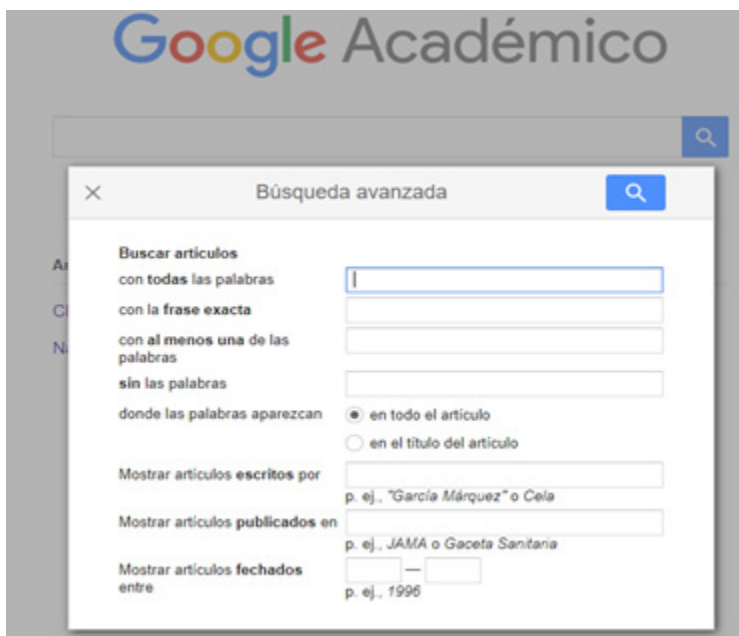 Google Académico
Búsqueda avanzada
Buscar artículos
con todas las palabras
con la frase exacta
con al menos una de las
palabras
sin las palabras
donde las palabras aparezcan
en todo el artículo
en el título del artículo
Mostrar artículos escritos por
p. ej., "García Márquez" o Cela
Mostrar artículos publicados en
p. ej., JAMA o Gaceta Sanitaria
Mostrar artículos fechados
entre
—
p. ej., 1996